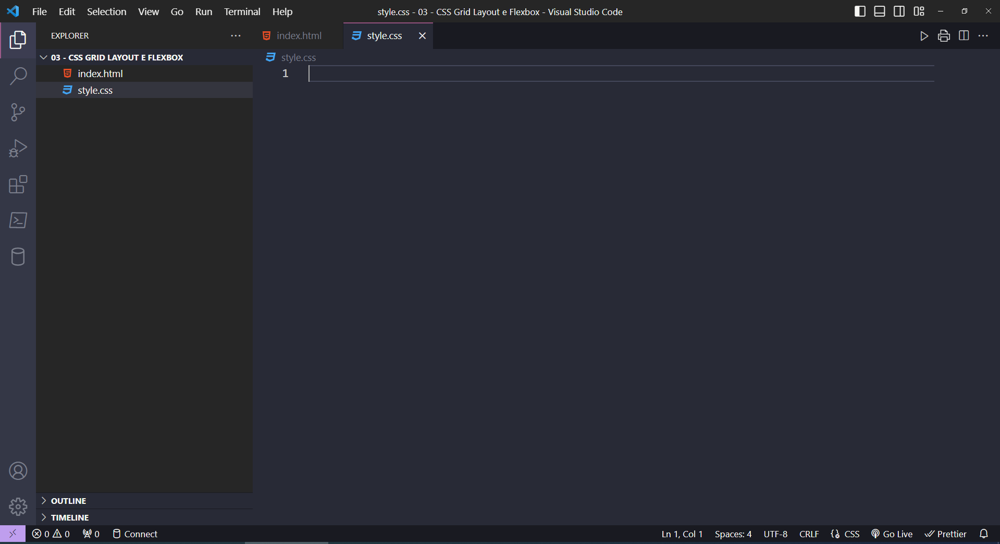 File Edit Selection View Go Run Terminal Help
style.css - 03 - CSS Grid Layout e Flexbox - Visual Studio Code
EXPLORER
index.html
style.css
03 - CSS GRID LAYOUT E FLEXBOX
index.html
style.css
style.css
1
OUTLINE
TIMELINE
0 0 0 Connect
Ln 1, Col 1 Spaces: 4 UTF-8 CRLF CSS Go Live Prettier